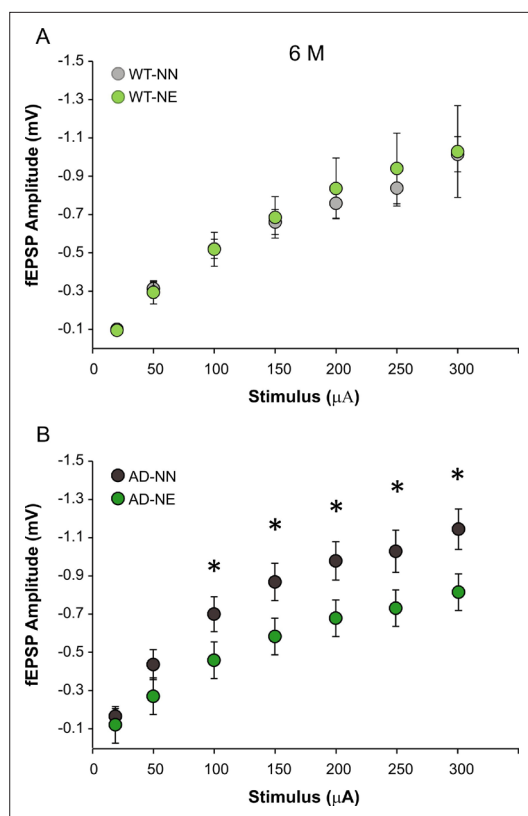 A
6 M
WT-NN
WT-NE
fEPSP Amplitude (mV)
-1.5
-1.3
-1.1
-0.9
-0.7
-0.5
-0.3
-0.1
0 50 100 150 200 250 300
Stimulus (µA)
B
AD-NN
AD-NE
fEPSP Amplitude (mV)
-1.5
-1.3
-1.1
-0.9
-0.7
-0.5
-0.3
-0.1
* * * * *
0 50 100 150 200 250 300
Stimulus (µA)